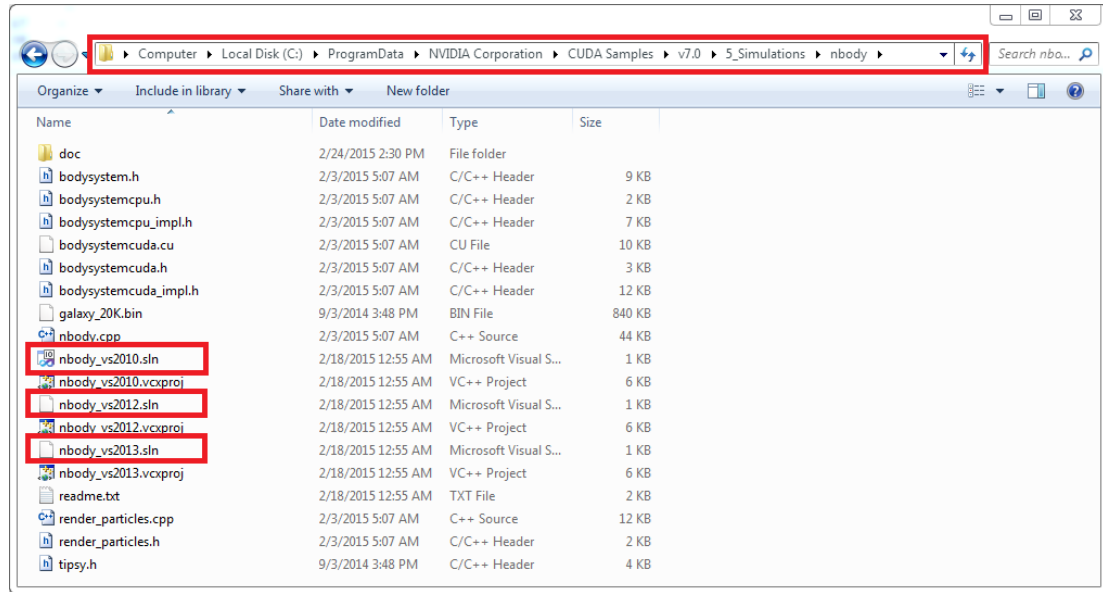 Computer Local Disk (C:) ProgramData NVIDIA Corporation CUDA Samples v7.0 5_Simulations nbody Search nbo...
Organize Include in library Share with New folder
Name Date modified Type Size
doc 2/24/2015 2:30 PM File folder
bodysystem.h 2/3/2015 5:07 AM C/C++ Header 9 KB
bodysystemcpu.h 2/3/2015 5:07 AM C/C++ Header 2 KB
bodysystemcpu_impl.h 2/3/2015 5:07 AM C/C++ Header 7 KB
bodysystemcuda.cu 2/3/2015 5:07 AM CU File 10 KB
bodysystemcuda.h 2/3/2015 5:07 AM C/C++ Header 3 KB
bodysystemcuda_impl.h 2/3/2015 5:07 AM C/C++ Header 12 KB
galaxy_20K.bin 9/3/2014 3:48 PM BIN File 840 KB
nbody.cpp 2/3/2015 5:07 AM C++ Source 44 KB
nbody_vs2010.sln 2/18/2015 12:55 AM Microsoft Visual S... 1 KB
nbody_vs2010.vcxproj 2/18/2015 12:55 AM VC++ Project 6 KB
nbody_vs2012.sln 2/18/2015 12:55 AM Microsoft Visual S... 1 KB
nbody_vs2012.vcxproj 2/18/2015 12:55 AM VC++ Project 6 KB
nbody_vs2013.sln 2/18/2015 12:55 AM Microsoft Visual S... 1 KB
nbody_vs2013.vcxproj 2/18/2015 12:55 AM VC++ Project 6 KB
readme.txt 2/18/2015 12:55 AM TXT File 2 KB
render_particles.cpp 2/3/2015 5:07 AM C++ Source 12 KB
render_particles.h 2/3/2015 5:07 AM C/C++ Header 2 KB
tipsy.h 9/3/2014 3:48 PM C/C++ Header 4 KB